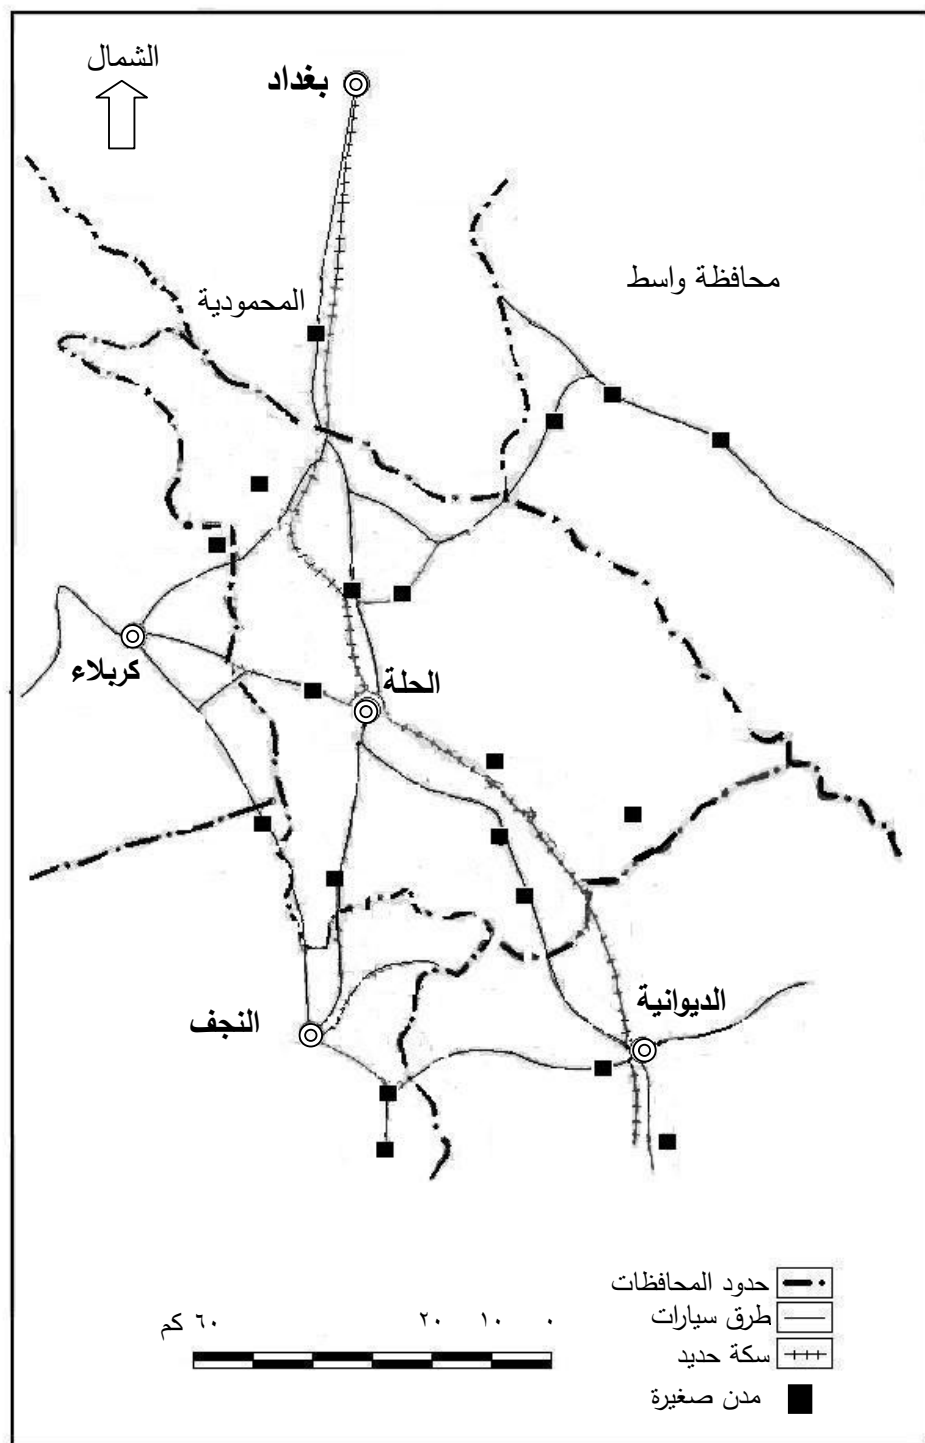 الشمال
بغداد
محافظة واسط
المحمودية
كربلاء
الحلة
الديوانية
النجف
حدود المحافظات
طرق سيارات
سكة حديد
مدن صغيرة
٠ ١٠ ٢٠ ٦٠ كم